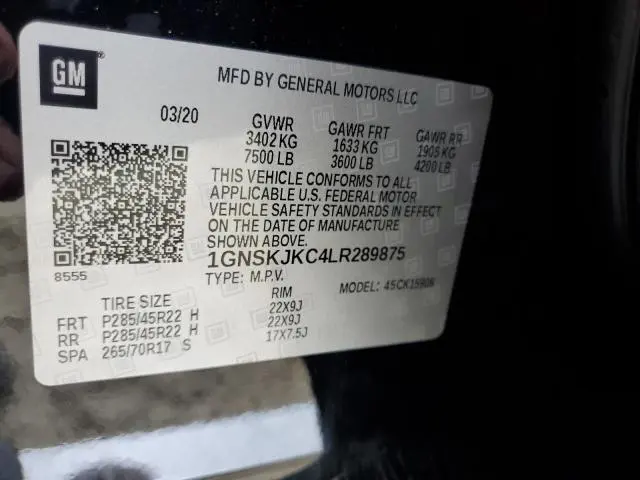 GM
MFD BY GENERAL MOTORS LLC
03/20 GVWR GAWR FRT GAWR RR
3402 KG 1633 KG 1905 KG
7500 LB 3600 LB 4200 LB
THIS VEHICLE CONFORMS TO ALL
APPLICABLE U.S. FEDERAL MOTOR
VEHICLE SAFETY STANDARDS IN EFFECT
ON THE DATE OF MANUFACTURE
SHOWN ABOVE.
1GNSKJKC4LR289875
8555 TYPE: M.P.V. MODEL: 4SCK15906
TIRE SIZE RIM
FRT P285/45R22 H 22X9J
RR P285/45R22 H 22X9J
SPA 265/70R17 S 17X7.5J